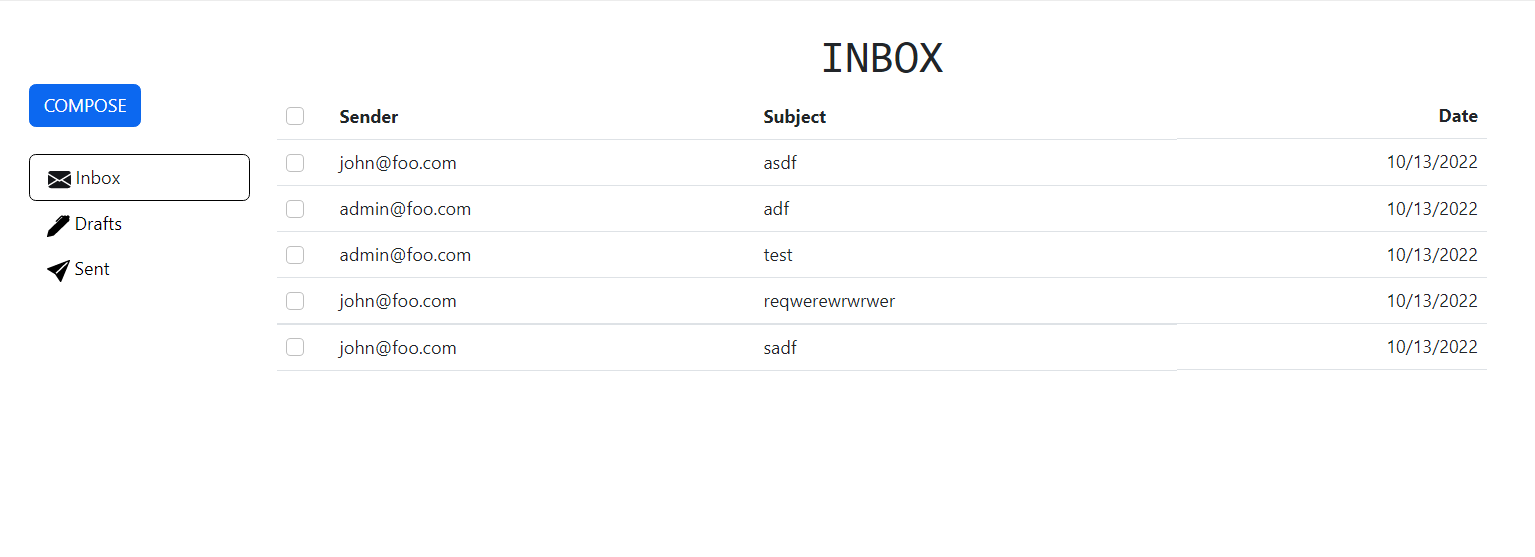 INBOX
COMPOSE
Inbox
Drafts
Sent
Sender Subject Date
john@foo.com asdf 10/13/2022
admin@foo.com adf 10/13/2022
admin@foo.com test 10/13/2022
john@foo.com reqwerewrwrwer 10/13/2022
john@foo.com sadf 10/13/2022